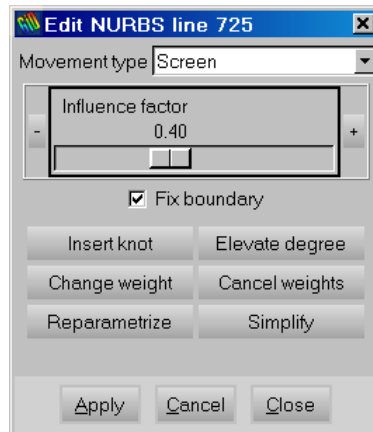 Edit NURBS line 725
Movement type Screen
Influence factor
0.40
- +
Fix boundary
Insert knot Elevate degree
Change weight Cancel weights
Reparametrize Simplify
Apply Cancel Close